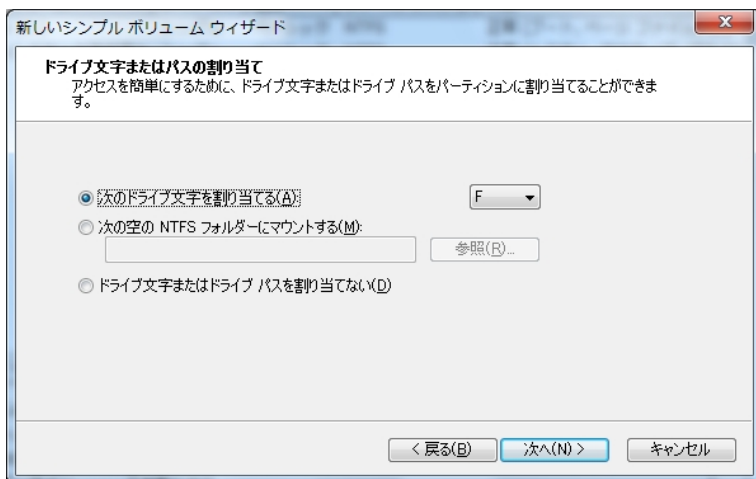 新しいシンプル ボリューム ウィザード
ドライブ文字またはパスの割り当て
アクセスを簡単にするために、ドライブ文字またはドライブ パスをパーティションに割り当てることができま
す。
次のドライブ文字を割り当てる(A): F
次の空の NTFS フォルダーにマウントする(M):
参照(R)...
ドライブ文字またはドライブ パスを割り当てない(D)
< 戻る(B) 次へ(N) > キャンセル